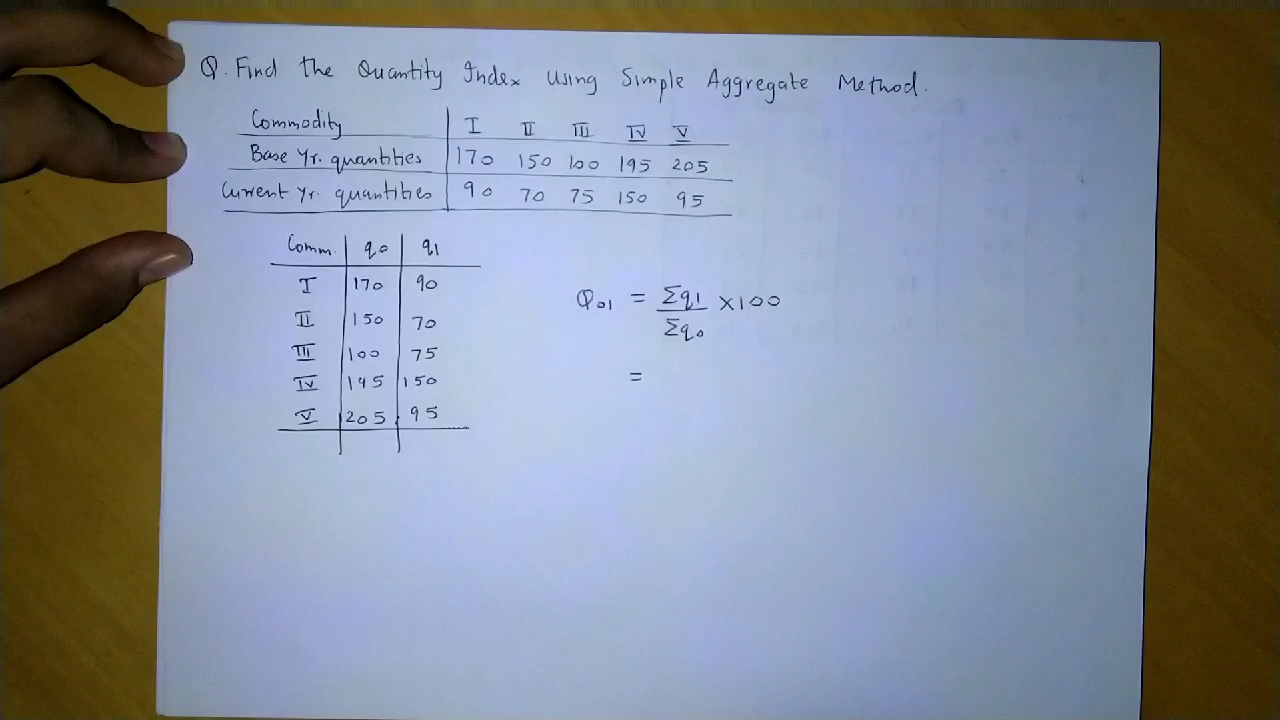 Q. Find the Quantity Index Using Simple Aggregate Method.
Commodity I II III IV V
Base Yr. quantities 170 150 100 195 205
Current Yr. quantities 90 70 75 150 95
Comm. q0 q1
I 170 90
II 150 70
III 100 75
IV 195 150
V 205 95
Q01 = Σq1 / Σq0 ×100
=